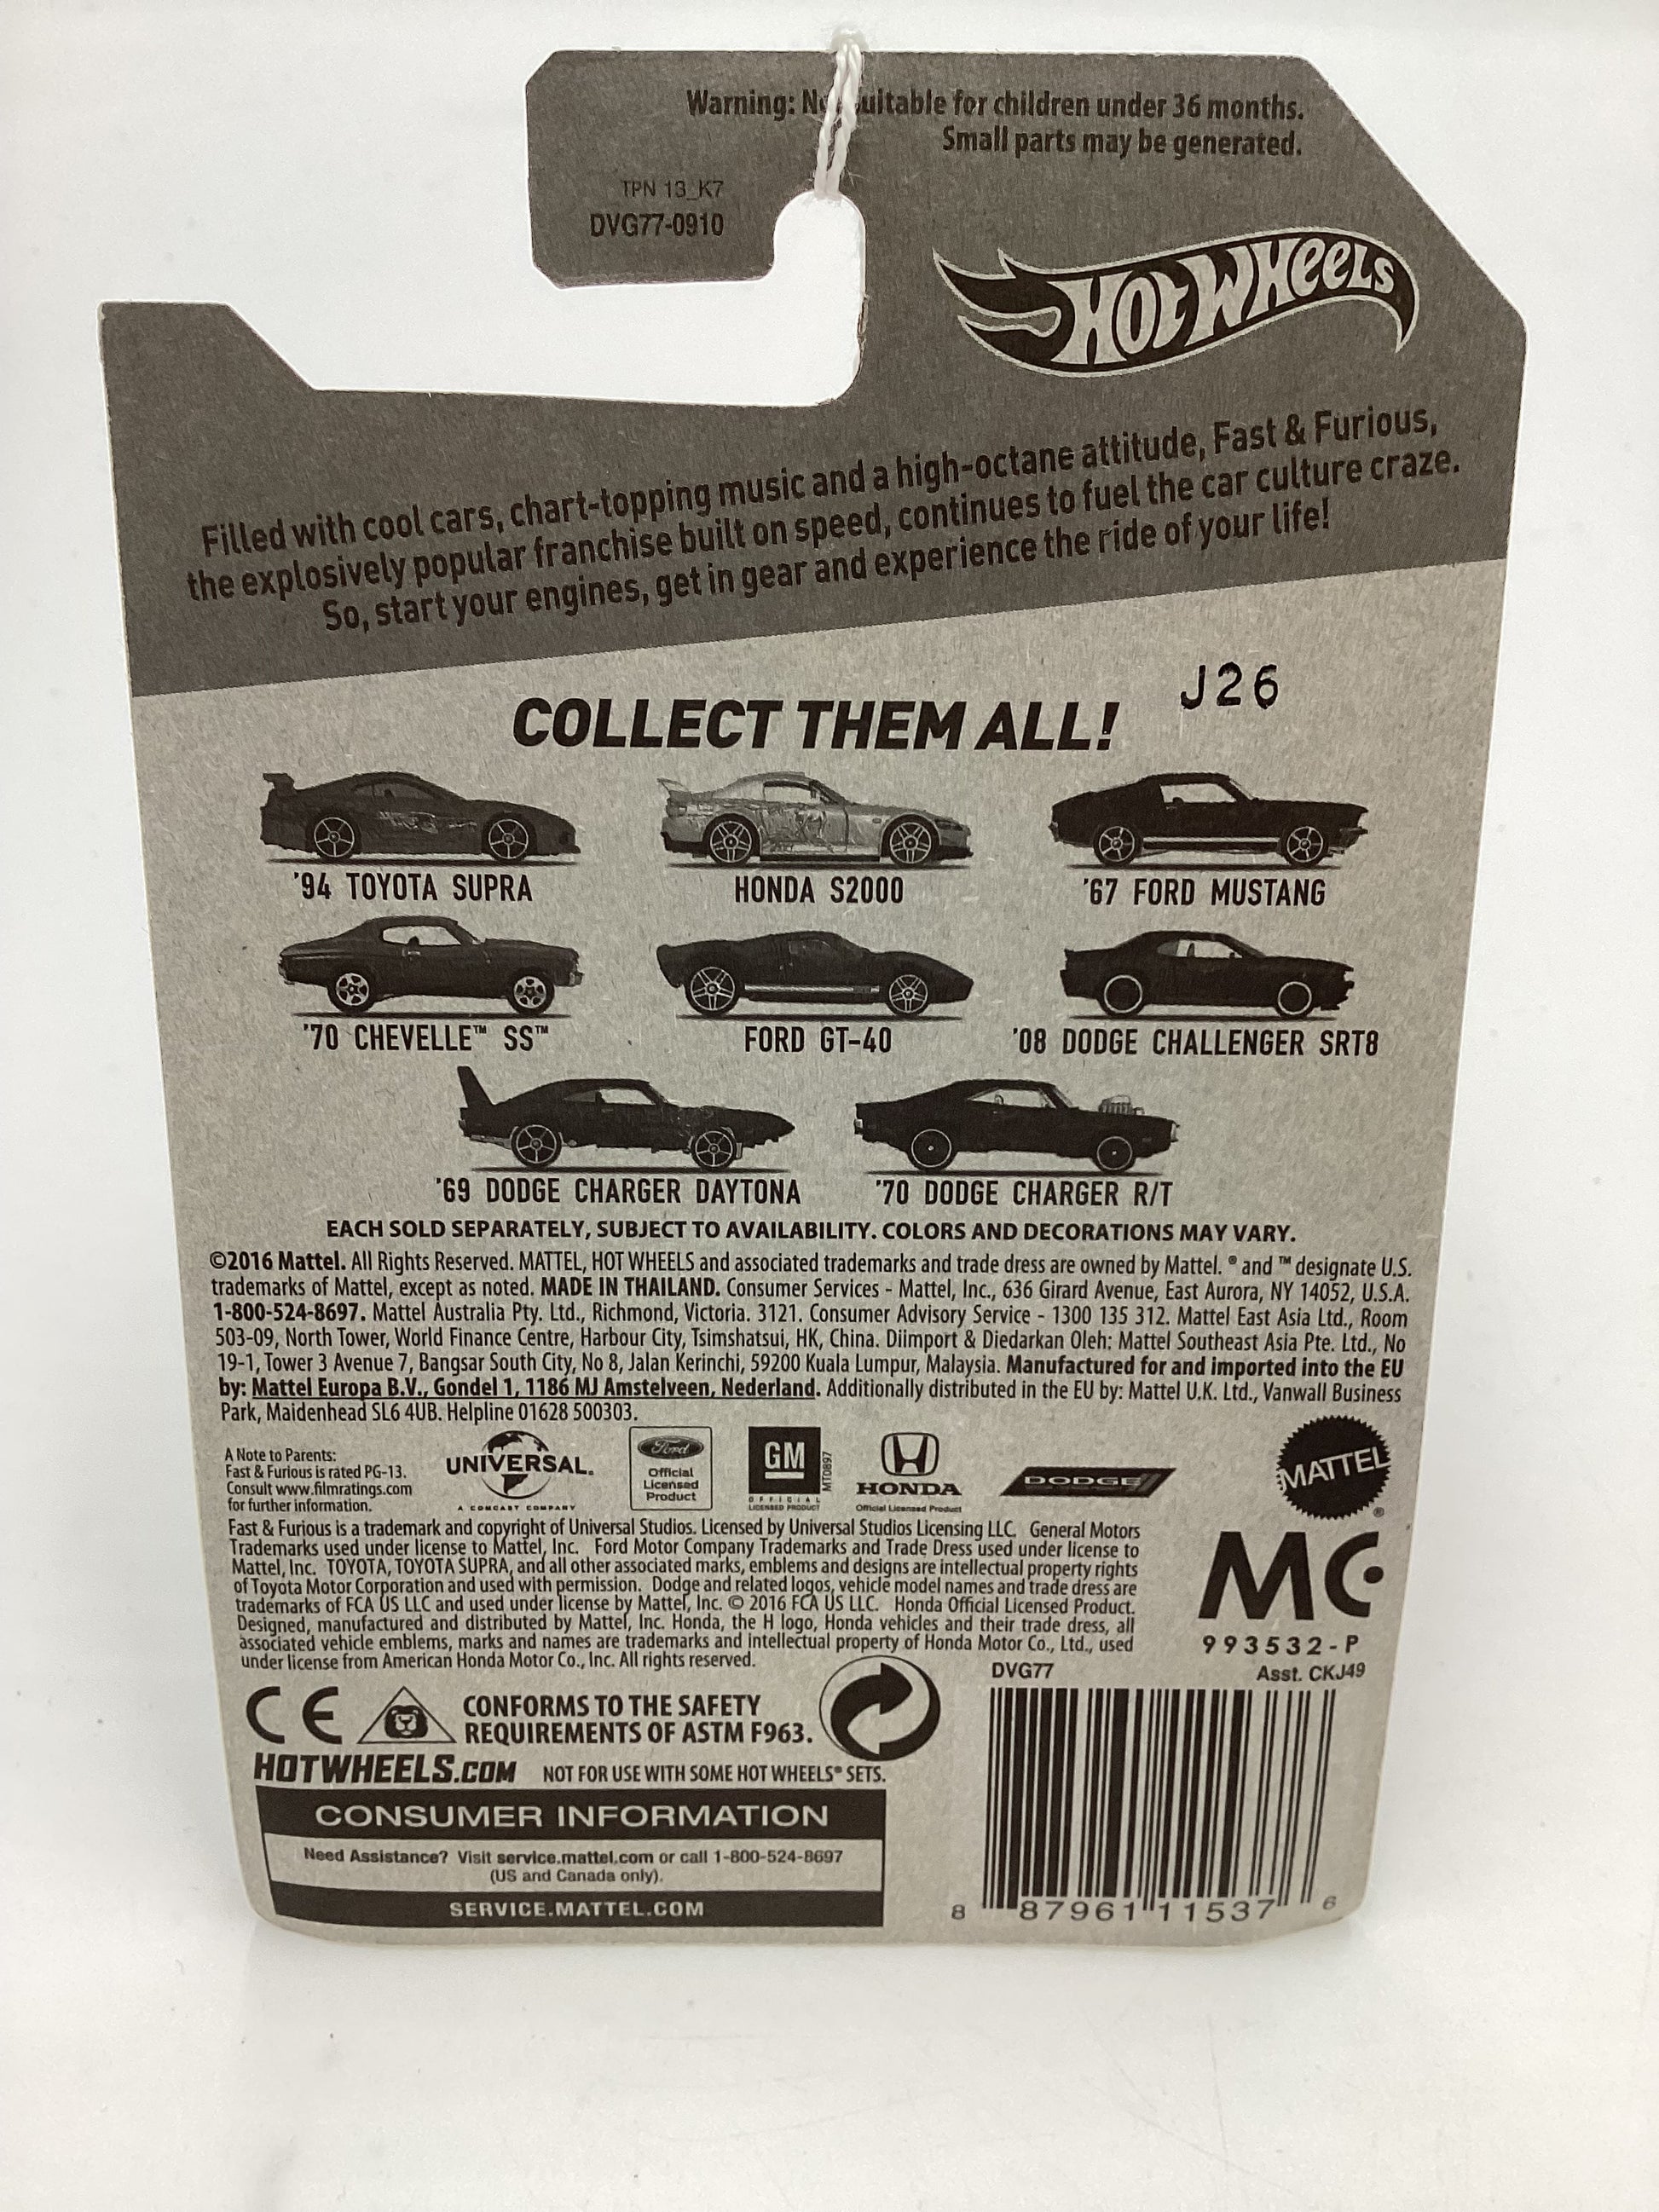 Warning: No suitable for children under 36 months.
Small parts may be generated.
TPN 13_K7
DVG77-0910
HOT WHEELS
Filled with cool cars, chart-topping music and a high-octane attitude, Fast & Furious,
the explosively popular franchise built on speed, continues to fuel the car culture craze.
So, start your engines, get in gear and experience the ride of your life!
J26
COLLECT THEM ALL!
'94 TOYOTA SUPRA
HONDA S2000
'67 FORD MUSTANG
'70 CHEVELLE™ SS™
FORD GT-40
'08 DODGE CHALLENGER SRT8
'69 DODGE CHARGER DAYTONA
'70 DODGE CHARGER R/T
EACH SOLD SEPARATELY, SUBJECT TO AVAILABILITY. COLORS AND DECORATIONS MAY VARY.
©2016 Mattel. All Rights Reserved. MATTEL, HOT WHEELS and associated trademarks and trade dress are owned by Mattel. ® and ™ designate U.S.
trademarks of Mattel, except as noted. MADE IN THAILAND. Consumer Services - Mattel, Inc., 636 Girard Avenue, East Aurora, NY 14052, U.S.A.
1-800-524-8697. Mattel Australia Pty. Ltd., Richmond, Victoria. 3121. Consumer Advisory Service - 1300 135 312. Mattel East Asia Ltd., Room
503-09, North Tower, World Finance Centre, Harbour City, Tsimshatsui, HK, China. Diimport & Diedarkan Oleh: Mattel Southeast Asia Pte. Ltd., No
19-1, Tower 3 Avenue 7, Bangsar South City, No 8, Jalan Kerinchi, 59200 Kuala Lumpur, Malaysia. Manufactured for and imported into the EU
by: Mattel Europa B.V., Gondel 1, 1186 MJ Amstelveen, Nederland. Additionally distributed in the EU by: Mattel U.K. Ltd., Vanwall Business
Park, Maidenhead SL6 4UB. Helpline 01628 500303.
A Note to Parents:
Fast & Furious is rated PG-13.
Consult www.filmratings.com
for further information.
UNIVERSAL
A COMCAST COMPANY
Ford
Official
Licensed
Product
GM
OFFICIAL
LICENSED PRODUCT
MT0897
HONDA
Official Licensed Product
DODGE
MATTEL®
Fast & Furious is a trademark and copyright of Universal Studios. Licensed by Universal Studios Licensing LLC. General Motors
Trademarks used under license to Mattel, Inc. Ford Motor Company Trademarks and Trade Dress used under license to
Mattel, Inc. TOYOTA, TOYOTA SUPRA, and all other associated marks, emblems and designs are intellectual property rights
of Toyota Motor Corporation and used with permission. Dodge and related logos, vehicle model names and trade dress are
trademarks of FCA US LLC and used under license by Mattel, Inc. © 2016 FCA US LLC. Honda Official Licensed Product.
Designed, manufactured and distributed by Mattel, Inc. Honda, the H logo, Honda vehicles and their trade dress, all
associated vehicle emblems, marks and names are trademarks and intellectual property of Honda Motor Co., Ltd., used
under license from American Honda Motor Co., Inc. All rights reserved.
MC
993532-P
DVG77
Asst. CKJ49
CE
CONFORMS TO THE SAFETY
REQUIREMENTS OF ASTM F963.
HOTWHEELS.COM
NOT FOR USE WITH SOME HOT WHEELS® SETS.
CONSUMER INFORMATION
Need Assistance? Visit service.mattel.com or call 1-800-524-8697
(US and Canada only).
SERVICE.MATTEL.COM
8 87961 11537 6